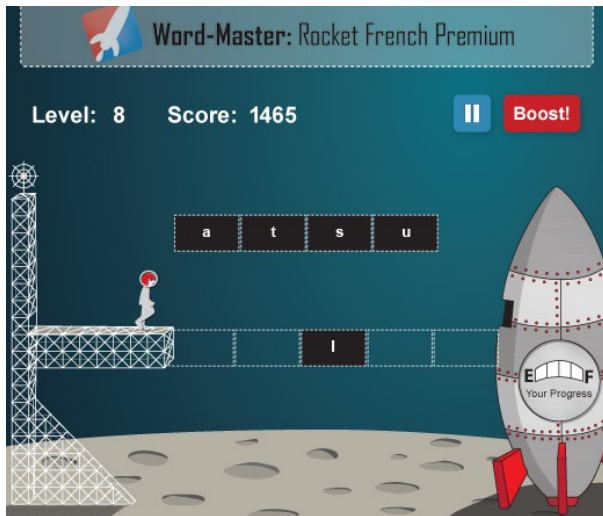 Word-Master: Rocket French Premium
Level: 8 Score: 1465 Boost!
a t s u
l
E F
Your Progress